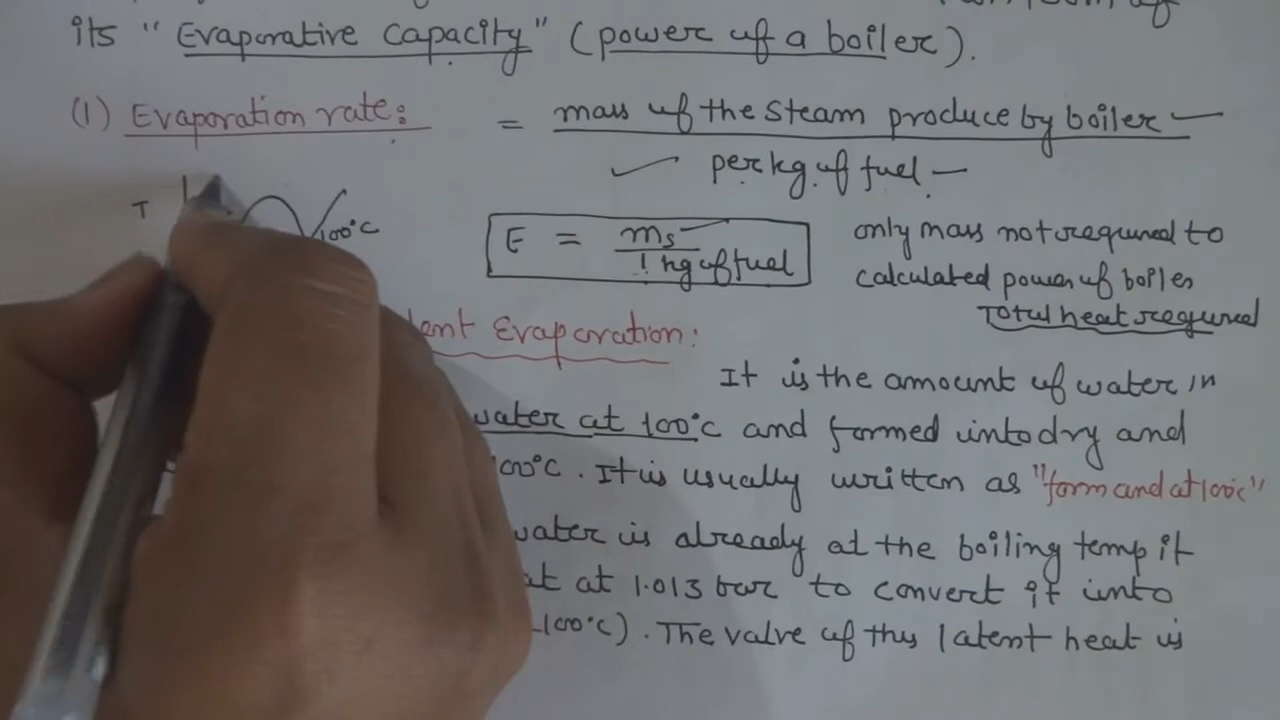 its "Evaporative Capacity" (power of a boiler).
(1) Evaporation rate: = mass of the steam produce by boiler
per kg of fuel
T 100°C
E = ms / 1 kg of fuel
only mass not required to
calculated power of boiler
Total heat required
Evaporation:
It is the amount of water in
water at 100°C and formed into dry and
100°C. It is usually written as "form and at 100°C"
water is already at the boiling temp it
at 1.013 bar to convert it into
100°C). The valve of this latent heat is